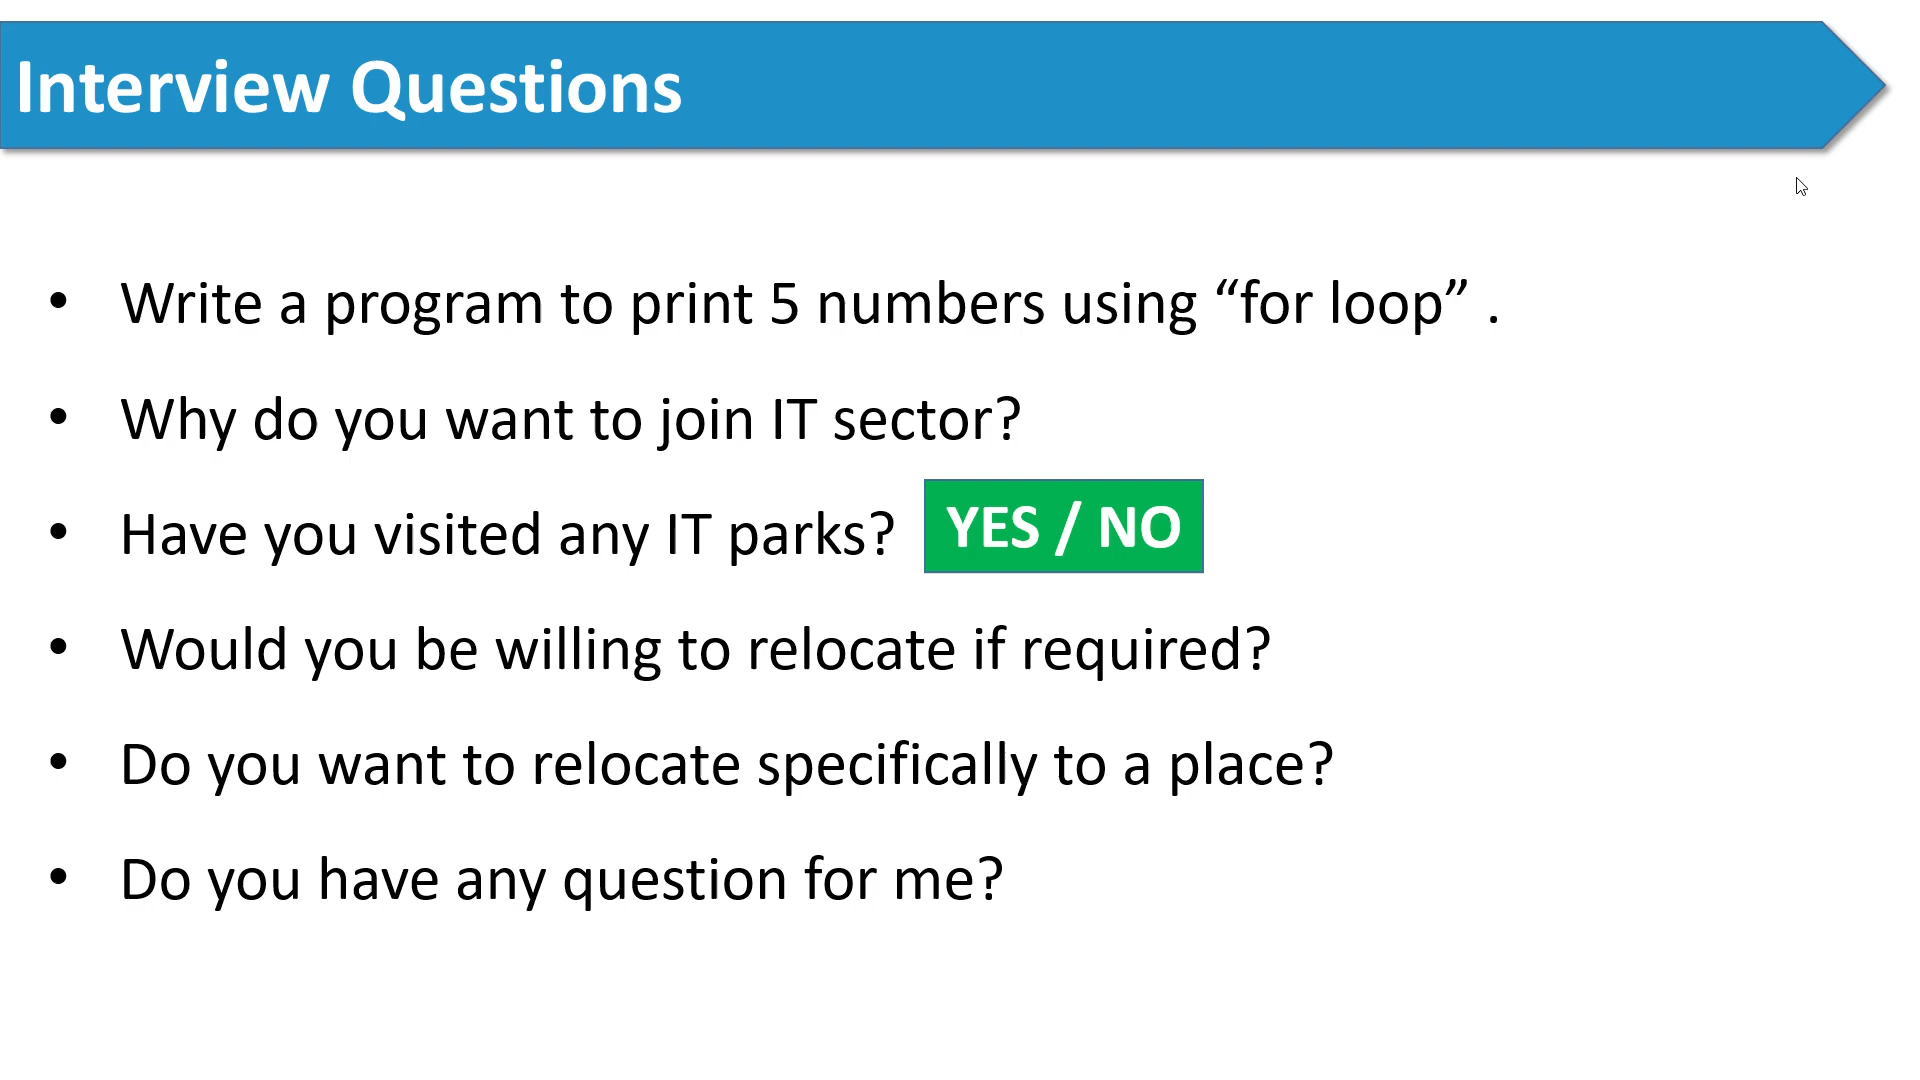 Interview Questions
• Write a program to print 5 numbers using “for loop” .
• Why do you want to join IT sector?
• Have you visited any IT parks? YES / NO
• Would you be willing to relocate if required?
• Do you want to relocate specifically to a place?
• Do you have any question for me?